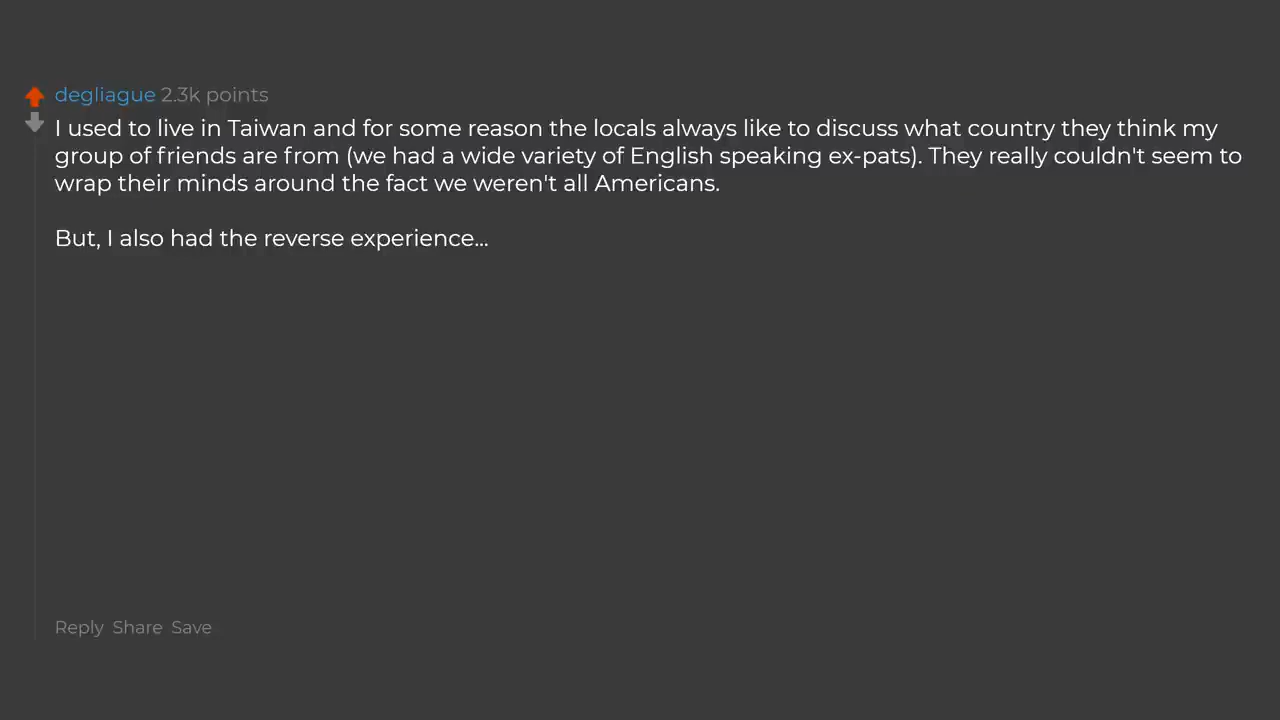 degliague 2.3k points
I used to live in Taiwan and for some reason the locals always like to discuss what country they think my
group of friends are from (we had a wide variety of English speaking ex-pats). They really couldn't seem to
wrap their minds around the fact we weren't all Americans.
But, I also had the reverse experience...
Reply Share Save